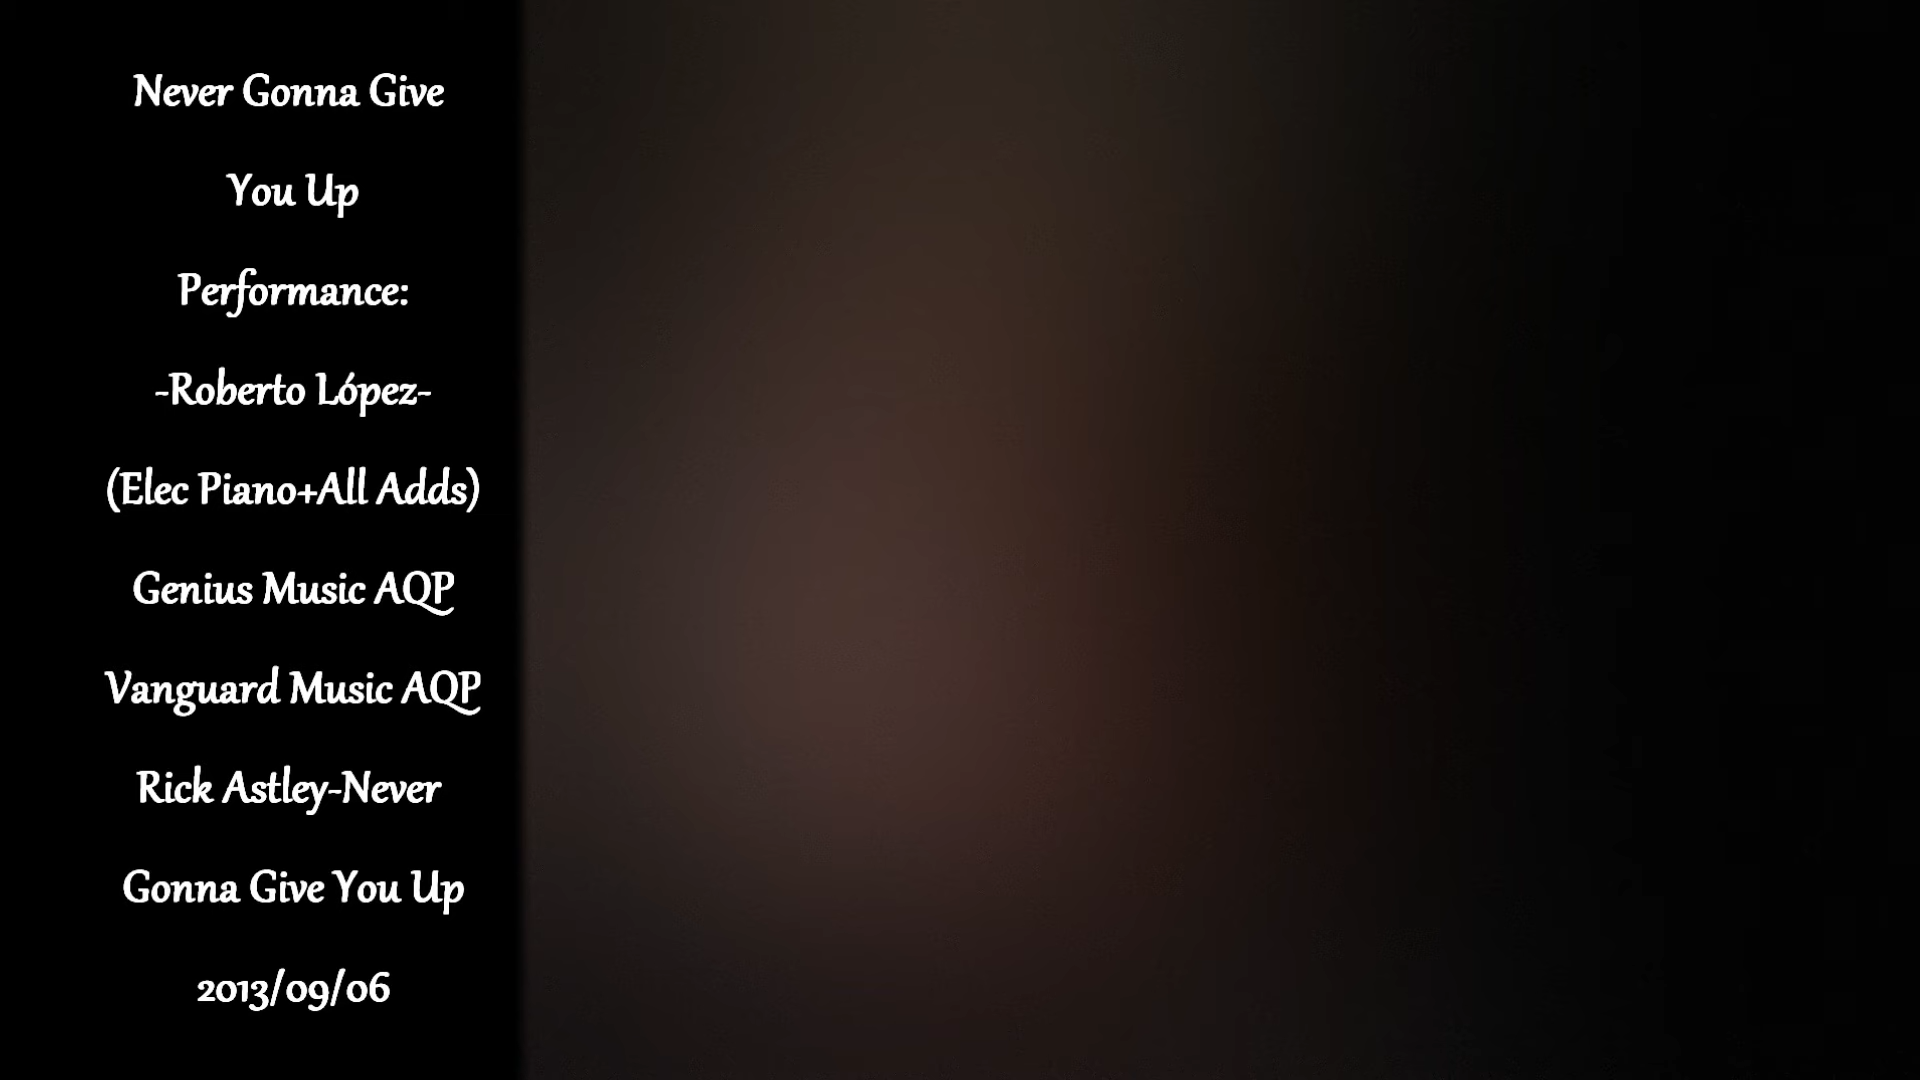 Never Gonna Give
You Up
Performance:
-Roberto López-
(Elec Piano+All Adds)
Genius Music AQP
Vanguard Music AQP
Rick Astley-Never
Gonna Give You Up
2013/09/06